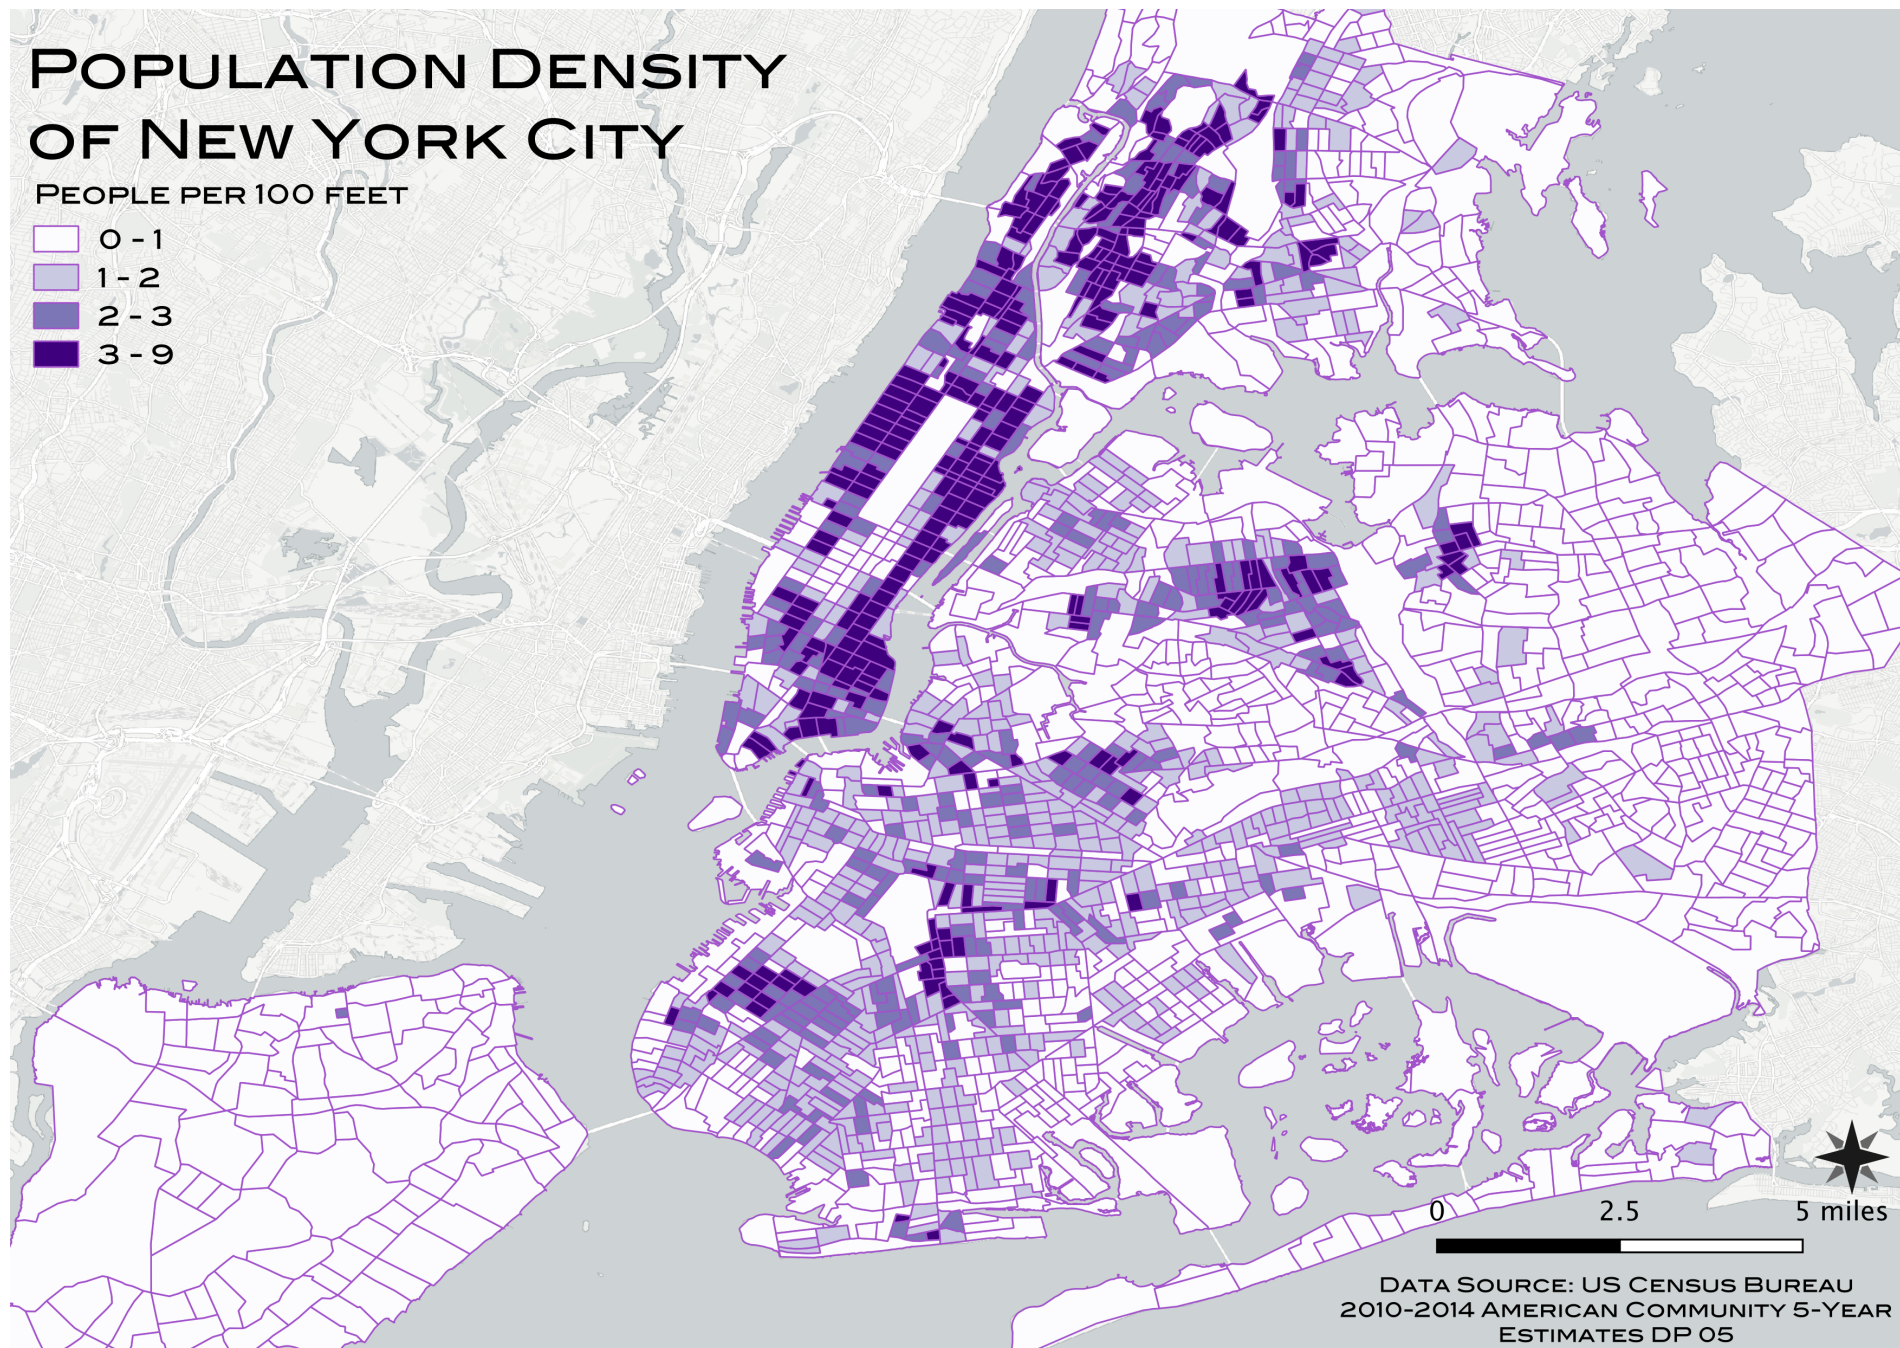 POPULATION DENSITY
OF NEW YORK CITY
PEOPLE PER 100 FEET
0 - 1
1 - 2
2 - 3
3 - 9
0 2.5 5 miles
DATA SOURCE: US CENSUS BUREAU
2010-2014 AMERICAN COMMUNITY 5-YEAR
ESTIMATES DP 05